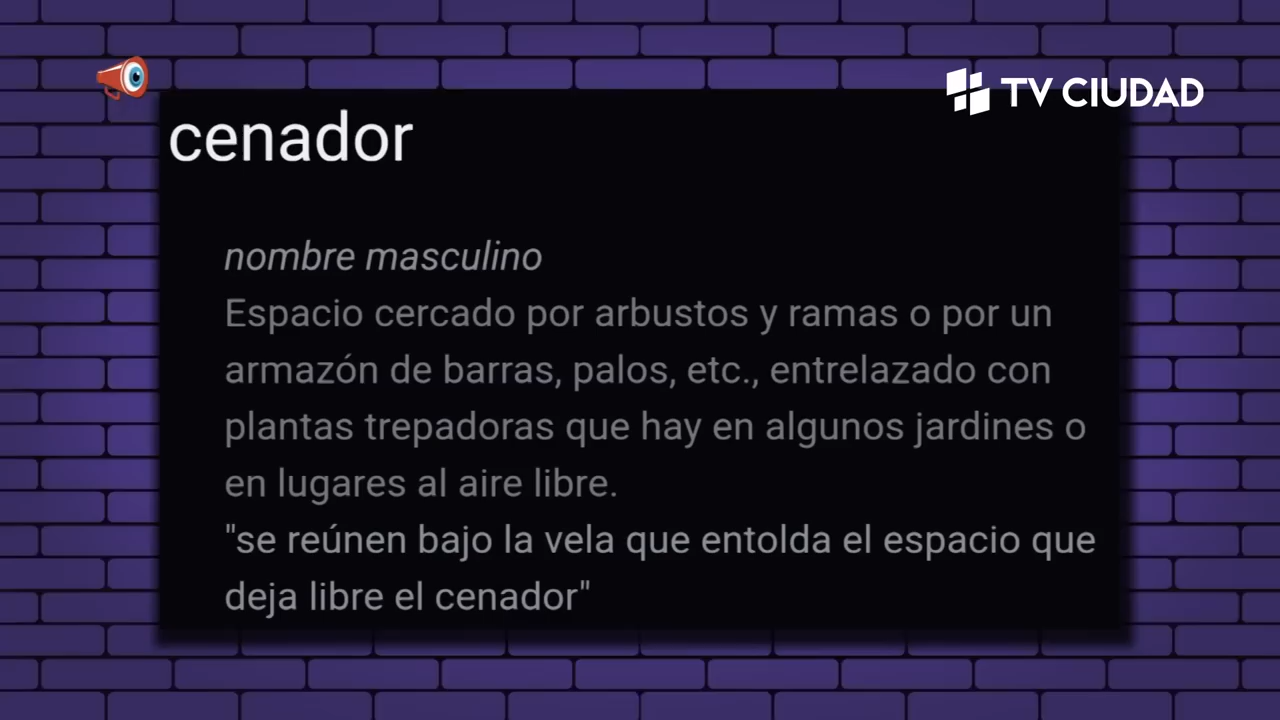 TV CIUDAD
cenador
nombre masculino
Espacio cercado por arbustos y ramas o por un
armazón de barras, palos, etc., entrelazado con
plantas trepadoras que hay en algunos jardines o
en lugares al aire libre.
"se reúnen bajo la vela que entolda el espacio que
deja libre el cenador"